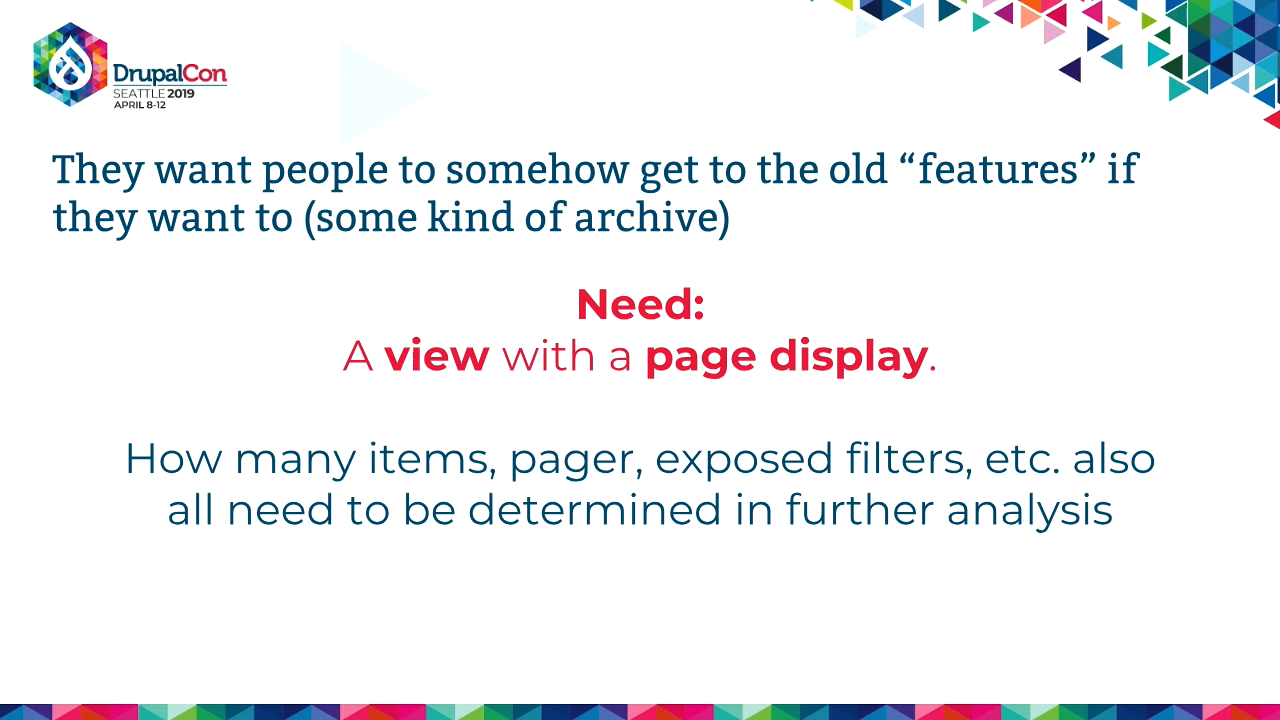 DrupalCon
SEATTLE 2019
APRIL 8-12
They want people to somehow get to the old “features” if
they want to (some kind of archive)
Need:
A view with a page display.
How many items, pager, exposed filters, etc. also
all need to be determined in further analysis